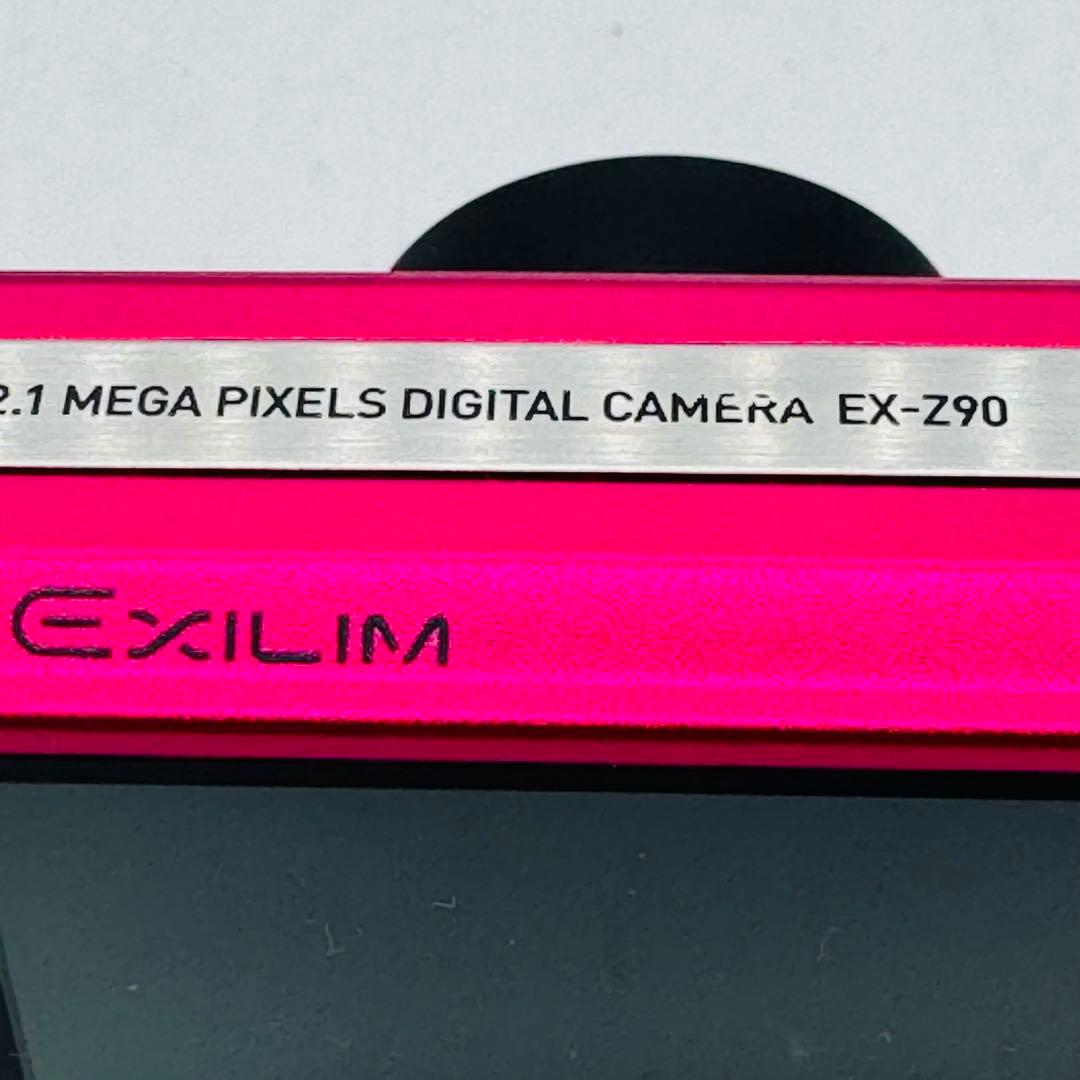 2.1 MEGA PIXELS DIGITAL CAMERA EX-Z90
EXILIM